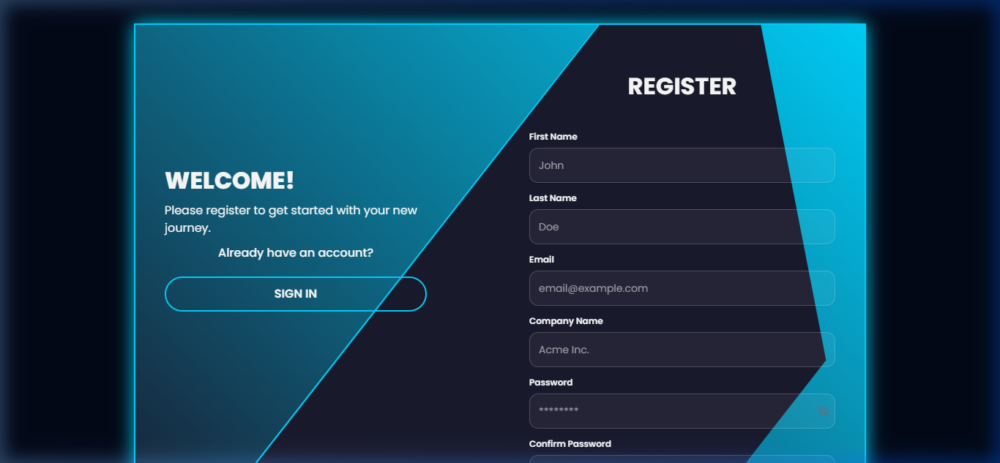 WELCOME!
Please register to get started with your new
journey.
Already have an account?
SIGN IN
REGISTER
First Name
John
Last Name
Doe
Email
email@example.com
Company Name
Acme Inc.
Password
********
Confirm Password